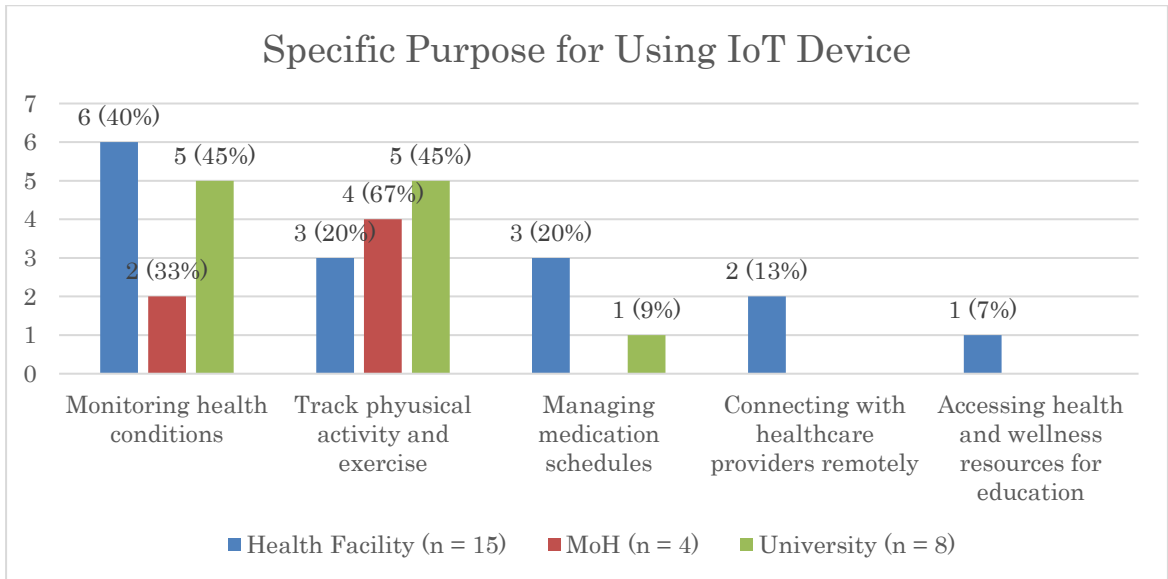 Specific Purpose for Using IoT Device
7
6
5
4
3
2
1
0
6 (40%)
2 (33%)
5 (45%)
3 (20%)
4 (67%)
5 (45%)
3 (20%)
1 (9%)
2 (13%)
1 (7%)
Monitoring health
conditions
Track phyusical
activity and
exercise
Managing
medication
schedules
Connecting with
healthcare
providers remotely
Accessing health
and wellness
resources for
education
Health Facility (n = 15)
MoH (n = 4)
University (n = 8)